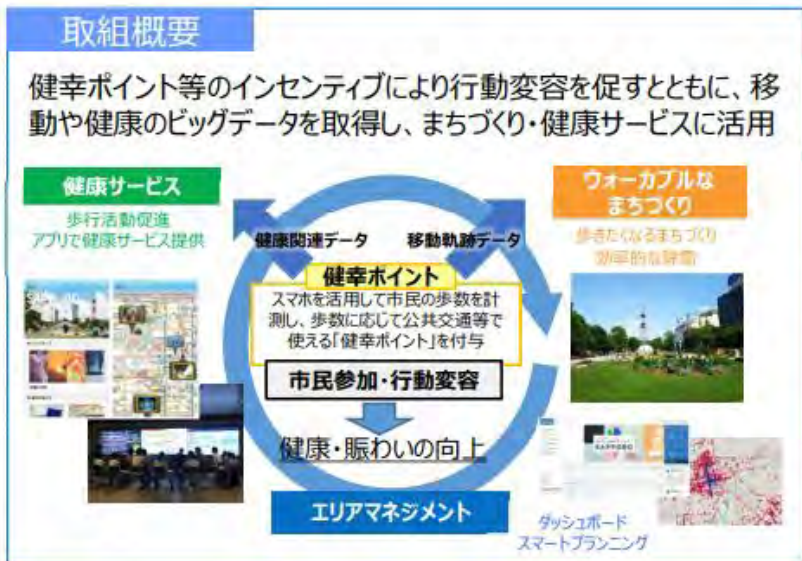 取組概要
健幸ポイント等のインセンティブにより行動変容を促すとともに、移
動や健康のビッグデータを取得し、まちづくり・健康サービスに活用
健康サービス
歩行活動促進
アプリで健康サービス提供
ウォーカブルな
まちづくり
歩きたくなるまちづくり
健康関連データ
移動軌跡データ
健幸ポイント
スマホを活用して市民の歩数を計
測し、歩数に応じて公共交通等で
使える「健幸ポイント」を付与
市民参加・行動変容
健康・賑わいの向上
エリアマネジメント
ダッシュボード
スマートプランニング